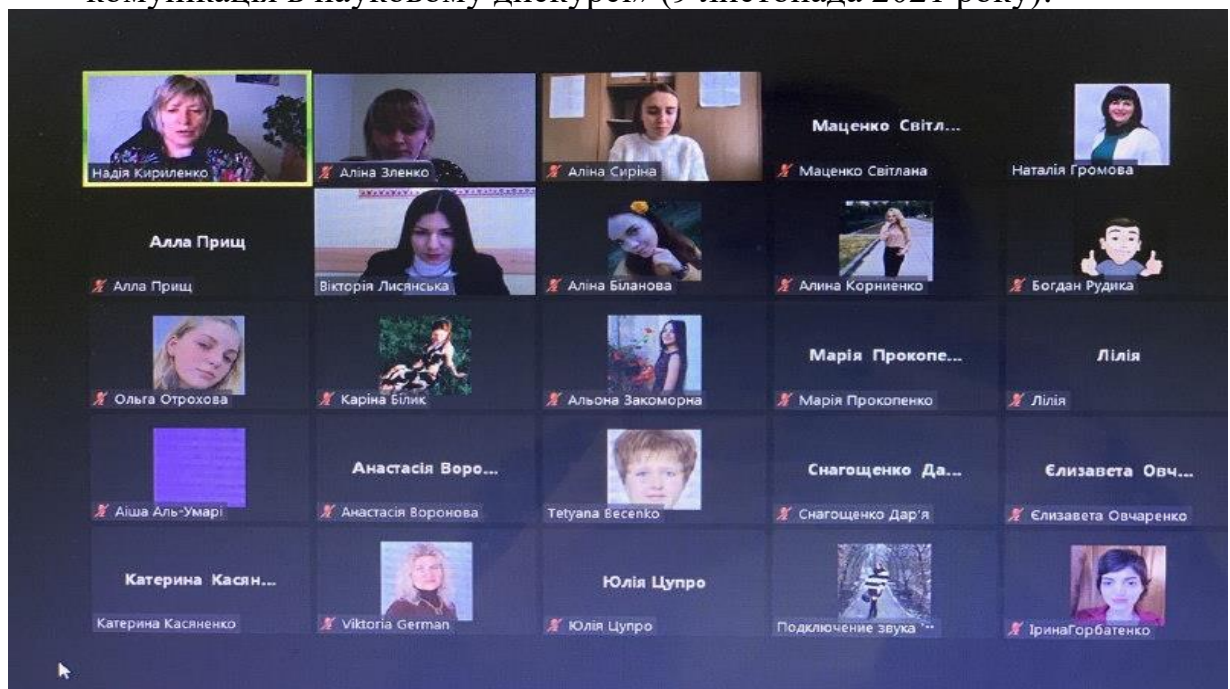 комунікація в науковому дискурсі» (9 листопада 2021 року).
Надія Кириленко
Аліна Зленко
Аліна Сиріна
Маценко Світл...
Маценко Світлана
Наталія Громова
Алла Прищ
Алла Прищ
Вікторія Лисянська
Аліна Біланова
Алина Корниенко
Богдан Рудика
Ольга Отрохова
Каріна Білик
Альона Закоморна
Марія Прокопе...
Марія Прокопенко
Лілія
Лілія
Аіша Аль-Умарі
Анастасія Воро...
Анастасія Воронова
Tetyana Becenko
Снагощенко Да...
Снагощенко Дар'я
Єлизавета Овч...
Єлизавета Овчаренко
Катерина Касян...
Катерина Касяненко
Viktoria German
Юлія Цупро
Юлія Цупро
Подключение звука ···
ІринаГорбатенко